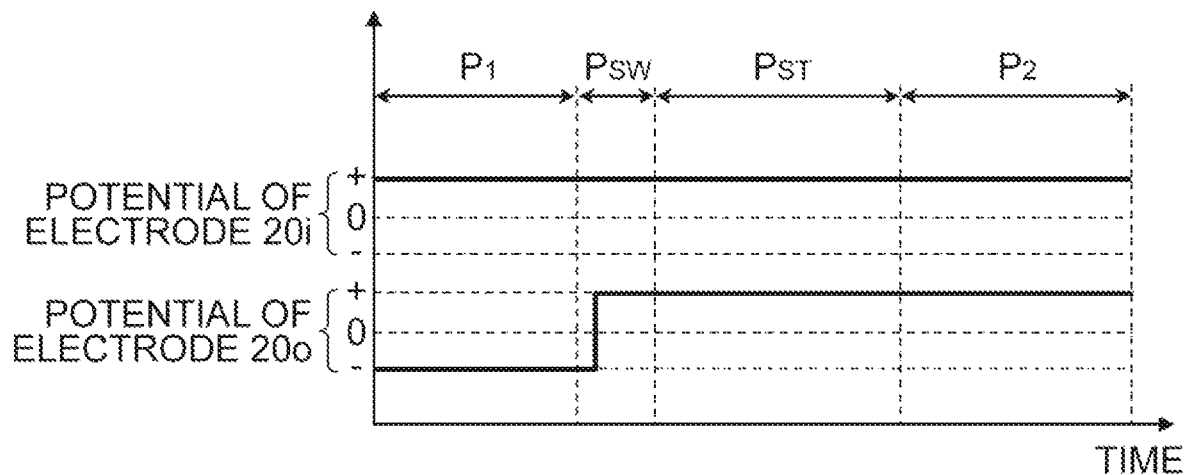 P1 PSW PST P2
POTENTIAL OF
ELECTRODE 20i
+
0
-
POTENTIAL OF
ELECTRODE 20o
+
0
-
TIME